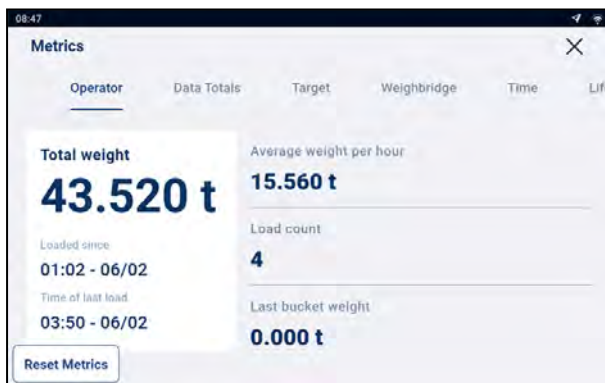 08:47
Metrics
Operator Data Totals Target Weighbridge Time Lif
Total weight
43.520 t
Loaded since
01:02 - 06/02
Time of last load
03:50 - 06/02
Reset Metrics
Average weight per hour
15.560 t
Load count
4
Last bucket weight
0.000 t